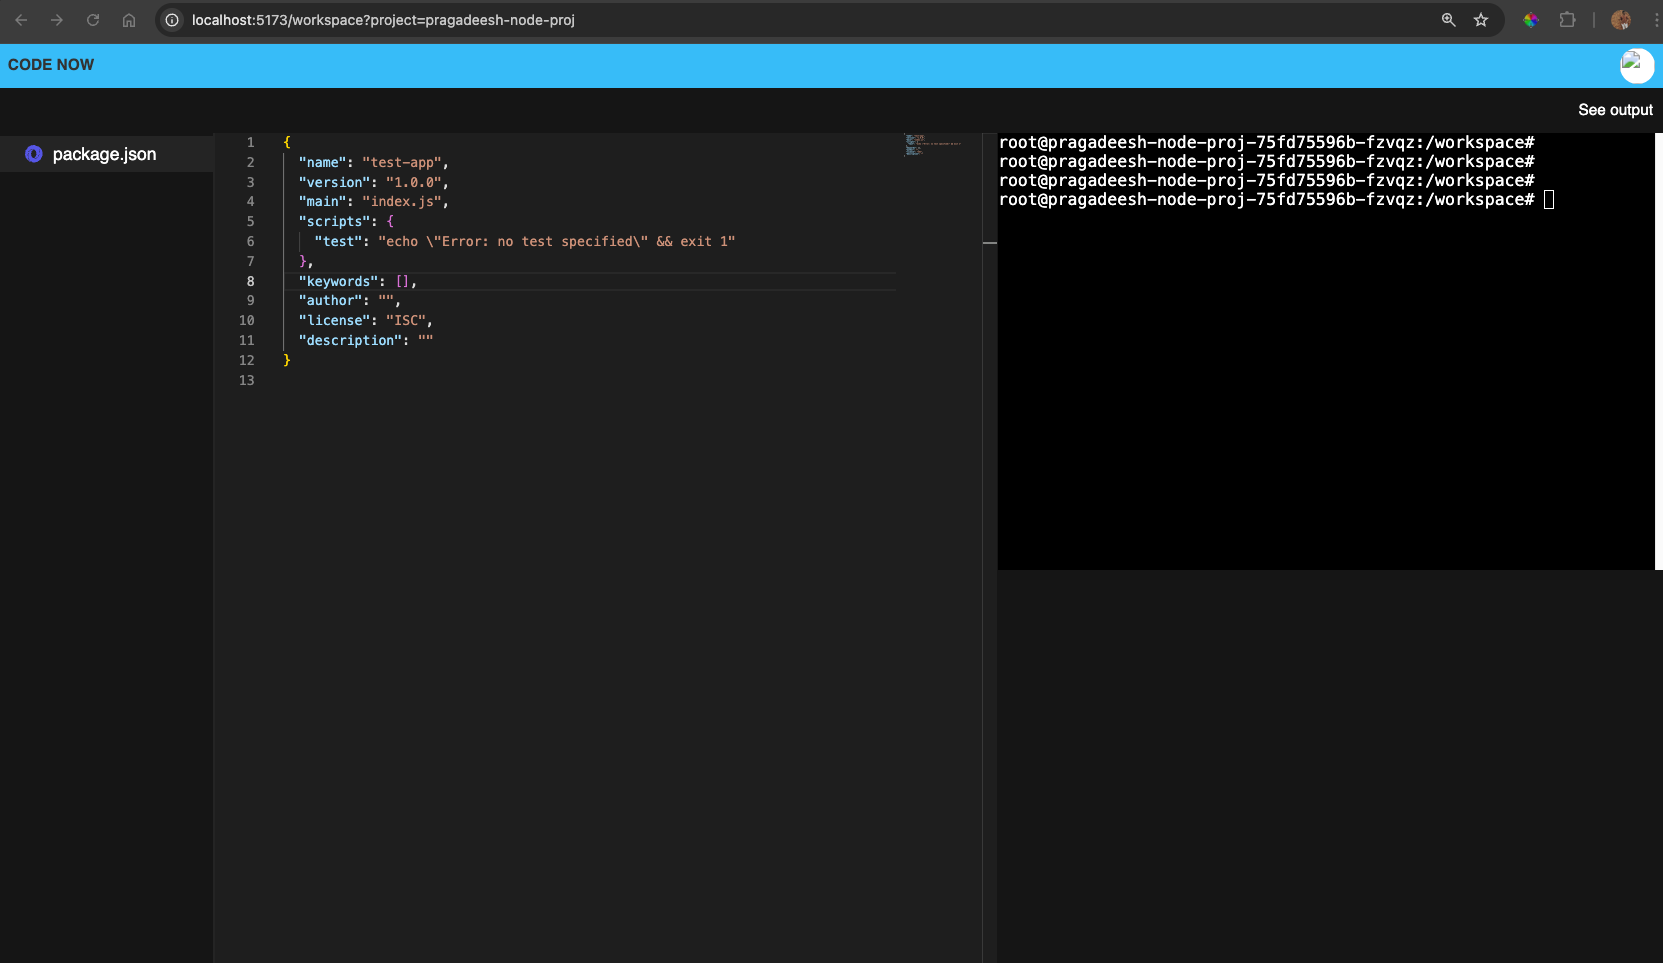 localhost:5173/workspace?project=pragadeesh-node-proj
CODE NOW
See output
package.json
1 {
2 "name": "test-app",
3 "version": "1.0.0",
4 "main": "index.js",
5 "scripts": {
6 "test": "echo \"Error: no test specified\" && exit 1"
7 },
8 "keywords": [],
9 "author": "",
10 "license": "ISC",
11 "description": ""
12 }
13
root@pragadeesh-node-proj-75fd75596b-fzvqz:/workspace#
root@pragadeesh-node-proj-75fd75596b-fzvqz:/workspace#
root@pragadeesh-node-proj-75fd75596b-fzvqz:/workspace#
root@pragadeesh-node-proj-75fd75596b-fzvqz:/workspace#